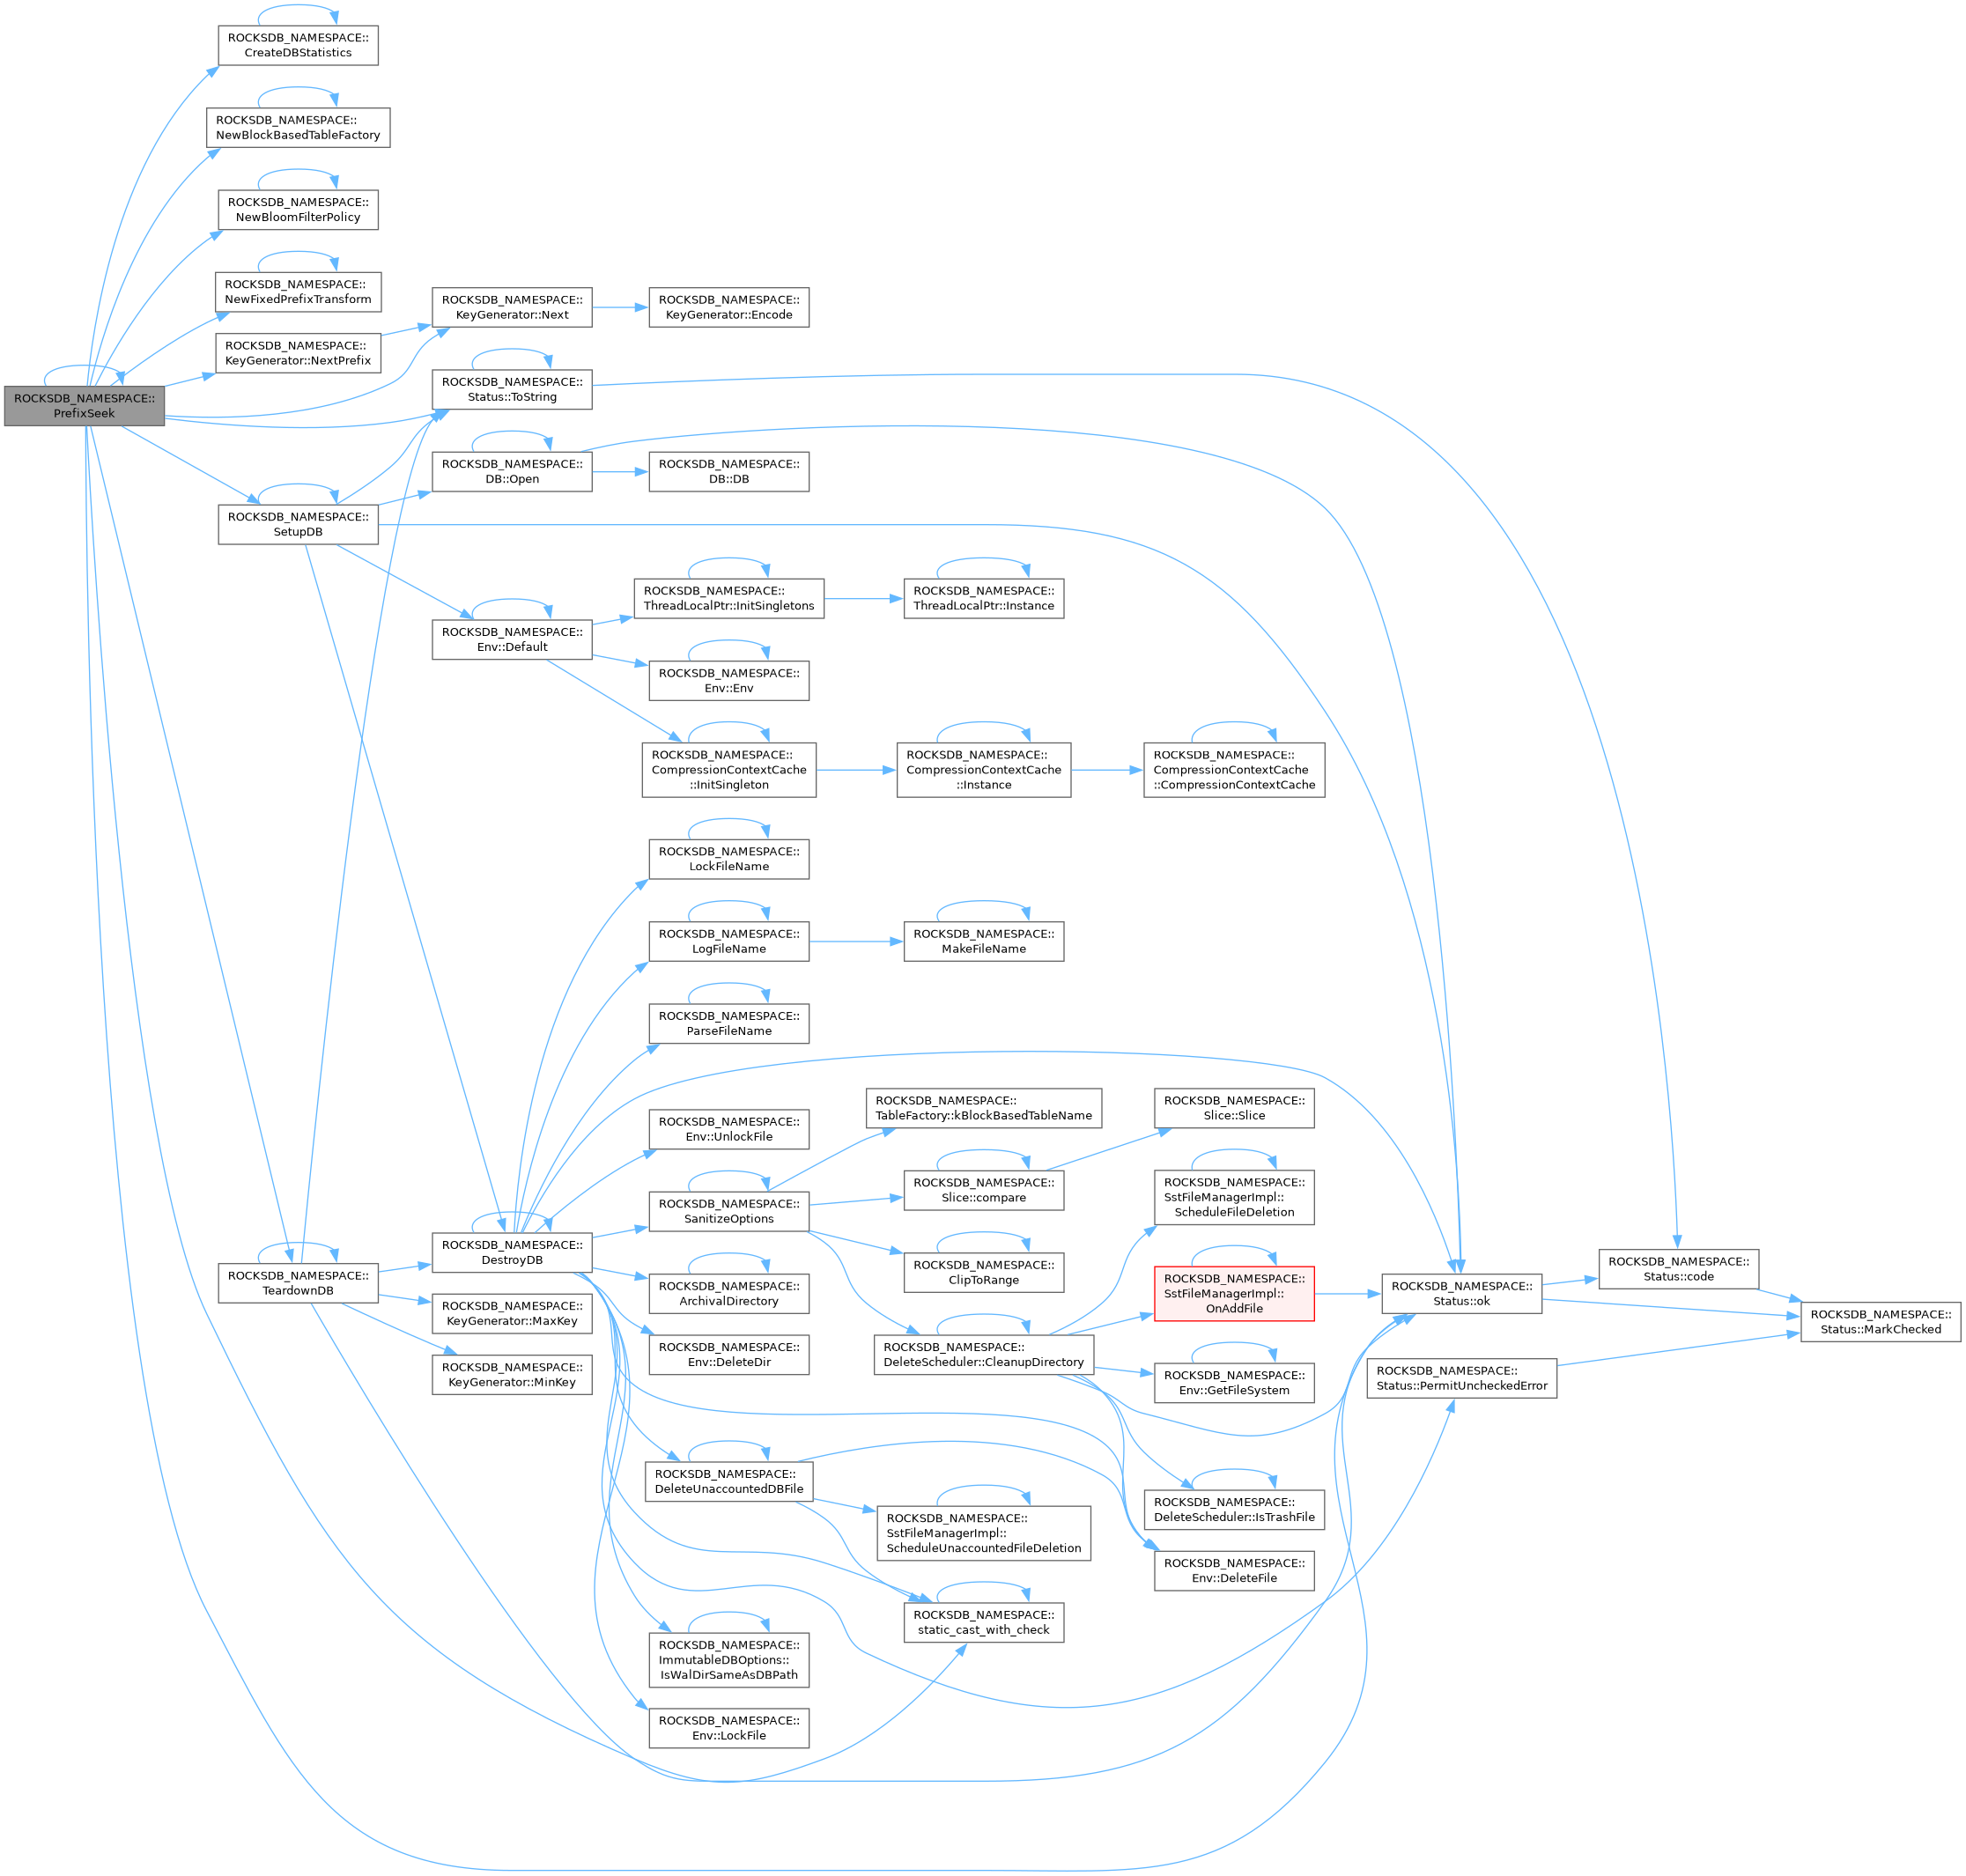 ROCKSDB_NAMESPACE::
PrefixSeek
ROCKSDB_NAMESPACE::
CreateDBStatistics
ROCKSDB_NAMESPACE::
NewBlockBasedTableFactory
ROCKSDB_NAMESPACE::
NewBloomFilterPolicy
ROCKSDB_NAMESPACE::
NewFixedPrefixTransform
ROCKSDB_NAMESPACE::
KeyGenerator::NextPrefix
ROCKSDB_NAMESPACE::
SetupDB
ROCKSDB_NAMESPACE::
TeardownDB
ROCKSDB_NAMESPACE::
KeyGenerator::Next
ROCKSDB_NAMESPACE::
Status::ToString
ROCKSDB_NAMESPACE::
DB::Open
ROCKSDB_NAMESPACE::
Env::Default
ROCKSDB_NAMESPACE::
DestroyDB
ROCKSDB_NAMESPACE::
KeyGenerator::MaxKey
ROCKSDB_NAMESPACE::
KeyGenerator::MinKey
ROCKSDB_NAMESPACE::
KeyGenerator::Encode
ROCKSDB_NAMESPACE::
DB::DB
ROCKSDB_NAMESPACE::
ThreadLocalPtr::InitSingletons
ROCKSDB_NAMESPACE::
Env::Env
ROCKSDB_NAMESPACE::
CompressionContextCache
::InitSingleton
ROCKSDB_NAMESPACE::
LockFileName
ROCKSDB_NAMESPACE::
LogFileName
ROCKSDB_NAMESPACE::
ParseFileName
ROCKSDB_NAMESPACE::
Env::UnlockFile
ROCKSDB_NAMESPACE::
SanitizeOptions
ROCKSDB_NAMESPACE::
ArchivalDirectory
ROCKSDB_NAMESPACE::
Env::DeleteDir
ROCKSDB_NAMESPACE::
DeleteUnaccountedDBFile
ROCKSDB_NAMESPACE::
ImmutableDBOptions::
IsWalDirSameAsDBPath
ROCKSDB_NAMESPACE::
Env::LockFile
ROCKSDB_NAMESPACE::
ThreadLocalPtr::Instance
ROCKSDB_NAMESPACE::
CompressionContextCache
::Instance
ROCKSDB_NAMESPACE::
MakeFileName
ROCKSDB_NAMESPACE::
TableFactory::kBlockBasedTableName
ROCKSDB_NAMESPACE::
Slice::compare
ROCKSDB_NAMESPACE::
ClipToRange
ROCKSDB_NAMESPACE::
DeleteScheduler::CleanupDirectory
ROCKSDB_NAMESPACE::
SstFileManagerImpl::
ScheduleUnaccountedFileDeletion
ROCKSDB_NAMESPACE::
static_cast_with_check
ROCKSDB_NAMESPACE::
CompressionContextCache
::CompressionContextCache
ROCKSDB_NAMESPACE::
Slice::Slice
ROCKSDB_NAMESPACE::
SstFileManagerImpl::
ScheduleFileDeletion
ROCKSDB_NAMESPACE::
SstFileManagerImpl::
OnAddFile
ROCKSDB_NAMESPACE::
Env::GetFileSystem
ROCKSDB_NAMESPACE::
DeleteScheduler::IsTrashFile
ROCKSDB_NAMESPACE::
Env::DeleteFile
ROCKSDB_NAMESPACE::
Status::ok
ROCKSDB_NAMESPACE::
Status::PermitUncheckedError
ROCKSDB_NAMESPACE::
Status::code
ROCKSDB_NAMESPACE::
Status::MarkChecked